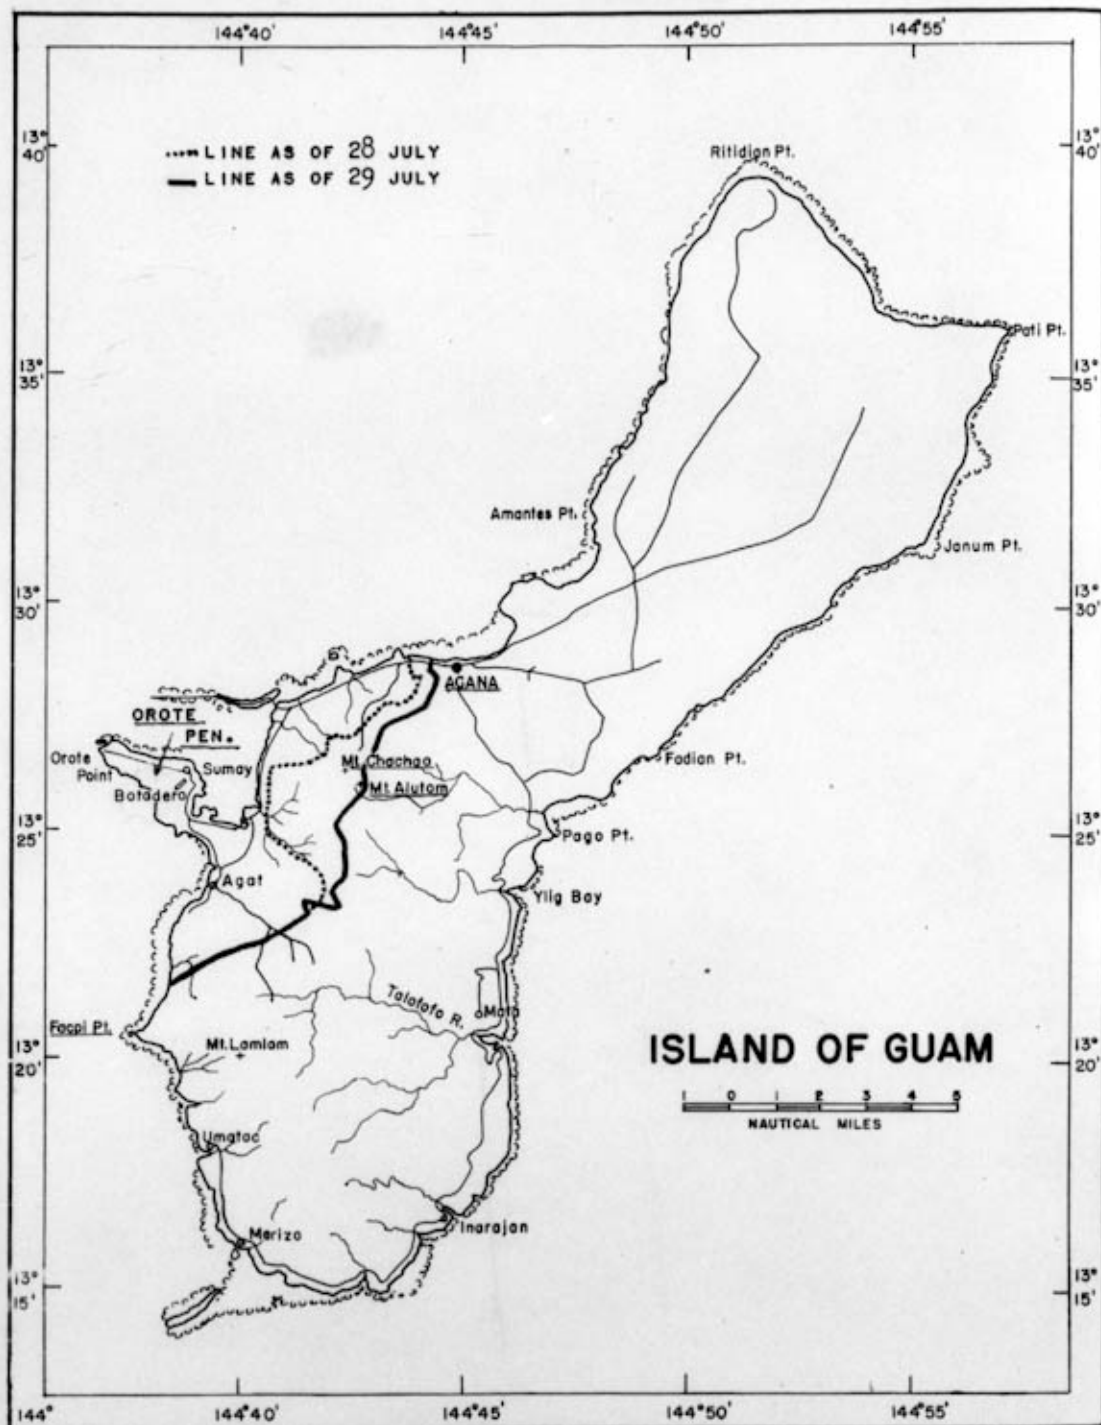 144°40' 144°45' 144°50' 144°55'
13° 40'
13° 40'
LINE AS OF 28 JULY
LINE AS OF 29 JULY
Ritidian Pt.
Pati Pt.
13° 35'
13° 35'
Amantes Pt.
Janum Pt.
13° 30'
13° 30'
AGANA
OROTE
PEN.
Orote
Point
Sumay
Botadera
Mt. Chachao
Mt. Alutom
Fadian Pt.
13° 25'
13° 25'
Pago Pt.
Agat
Ylig Bay
Talofofo R.
Facpi Pt.
Mt. Lamlam
ISLAND OF GUAM
13° 20'
13° 20'
1 0 1 2 3 4 5
NAUTICAL MILES
Umatac
Merizo
Inarajan
13° 15'
13° 15'
144°40' 144°45' 144°50' 144°55'